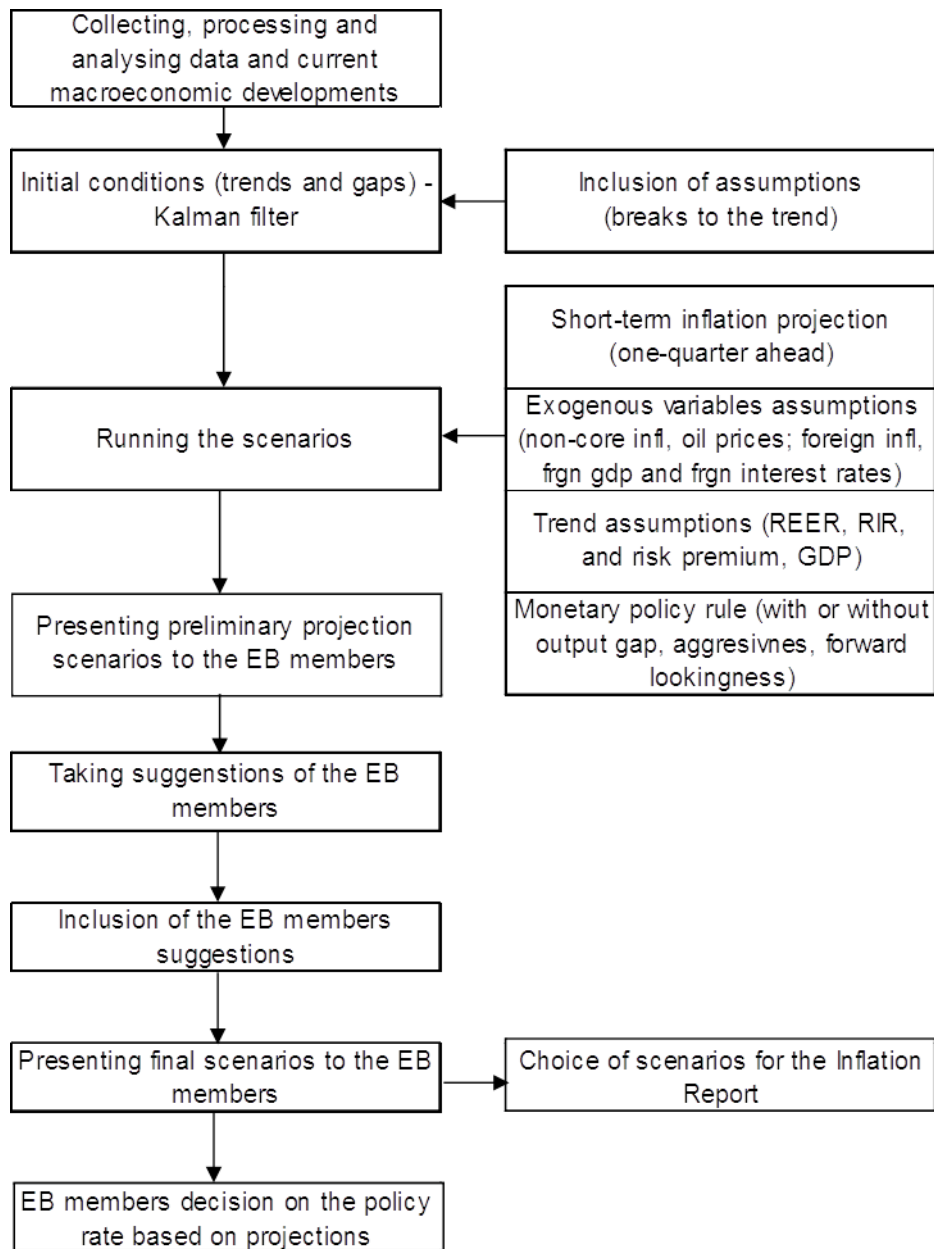 Collecting, processing and
analysing data and current
macroeconomic developments
Initial conditions (trends and gaps) -
Kalman filter
Inclusion of assumptions
(breaks to the trend)
Short-term inflation projection
(one-quarter ahead)
Running the scenarios
Exogenous variables assumptions
(non-core infl, oil prices; foreign infl,
frgn gdp and frgn interest rates)
Trend assumptions (REER, RIR,
and risk premium, GDP)
Presenting preliminary projection
scenarios to the EB members
Monetary policy rule (with or without
output gap, aggresivnes, forward
lookingness)
Taking suggenstions of the EB
members
Inclusion of the EB members
suggestions
Presenting final scenarios to the EB
members
Choice of scenarios for the Inflation
Report
EB members decision on the policy
rate based on projections